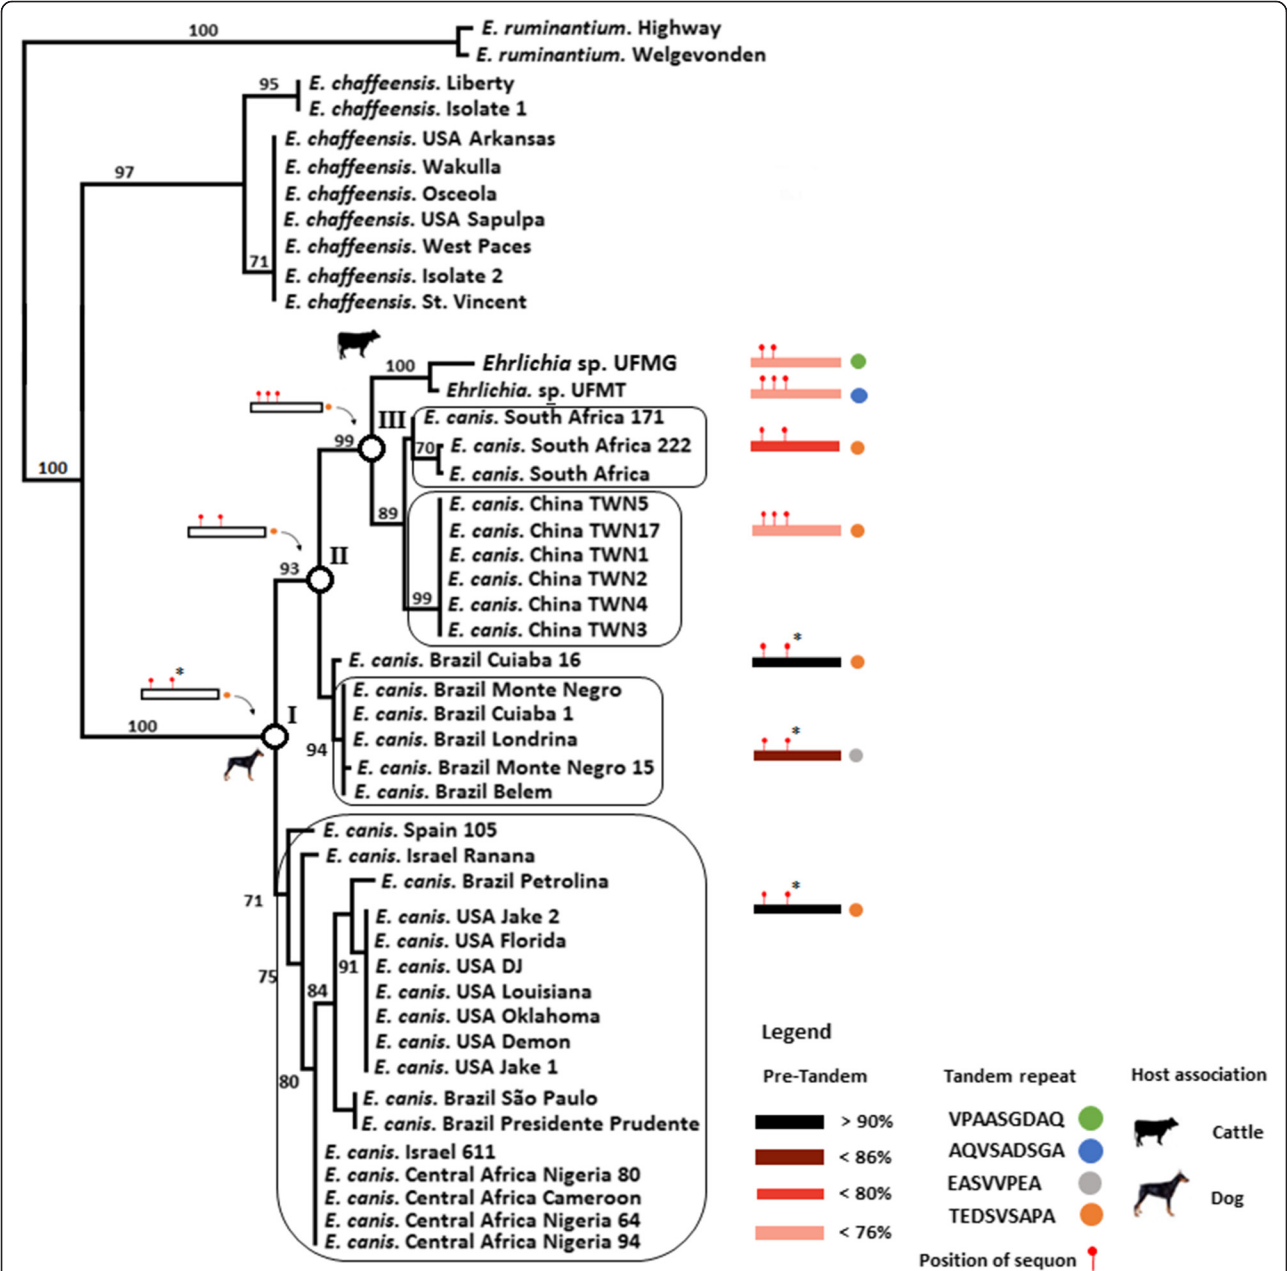 100
E. ruminantium. Highway
E. ruminantium. Welgevonden
95
E. chaffeensis. Liberty
E. chaffeensis. Isolate 1
E. chaffeensis. USA Arkansas
97
E. chaffeensis. Wakulla
E. chaffeensis. Osceola
E. chaffeensis. USA Sapulpa
E. chaffeensis. West Paces
71
E. chaffeensis. Isolate 2
E. chaffeensis. St. Vincent
100
Ehrlichia sp. UFMG
Ehrlichia. sp. UFMT
III
E. canis. South Africa 171
99
70
E. canis. South Africa 222
100
E. canis. South Africa
E. canis. China TWN5
89
E. canis. China TWN17
II
E. canis. China TWN1
93
E. canis. China TWN2
99
E. canis. China TWN4
E. canis. China TWN3
*
E. canis. Brazil Cuiaba 16
*
E. canis. Brazil Monte Negro
I
E. canis. Brazil Cuiaba 1
100
*
E. canis. Brazil Londrina
94
E. canis. Brazil Monte Negro 15
E. canis. Brazil Belem
E. canis. Spain 105
E. canis. Israel Ranana
E. canis. Brazil Petrolina
*
71
E. canis. USA Jake 2
E. canis. USA Florida
91
E. canis. USA DJ
75
84
E. canis. USA Louisiana
E. canis. USA Oklahoma
E. canis. USA Demon
E. canis. USA Jake 1
80
E. canis. Brazil São Paulo
E. canis. Brazil Presidente Prudente
E. canis. Israel 611
E. canis. Central Africa Nigeria 80
E. canis. Central Africa Cameroon
E. canis. Central Africa Nigeria 64
E. canis. Central Africa Nigeria 94
Legend
Pre-Tandem
> 90%
< 86%
< 80%
< 76%
Tandem repeat
VPAASGDAQ
AQVSADSGA
EASVVPEA
TEDSVSAPA
Position of sequon
Host association
Cattle
Dog